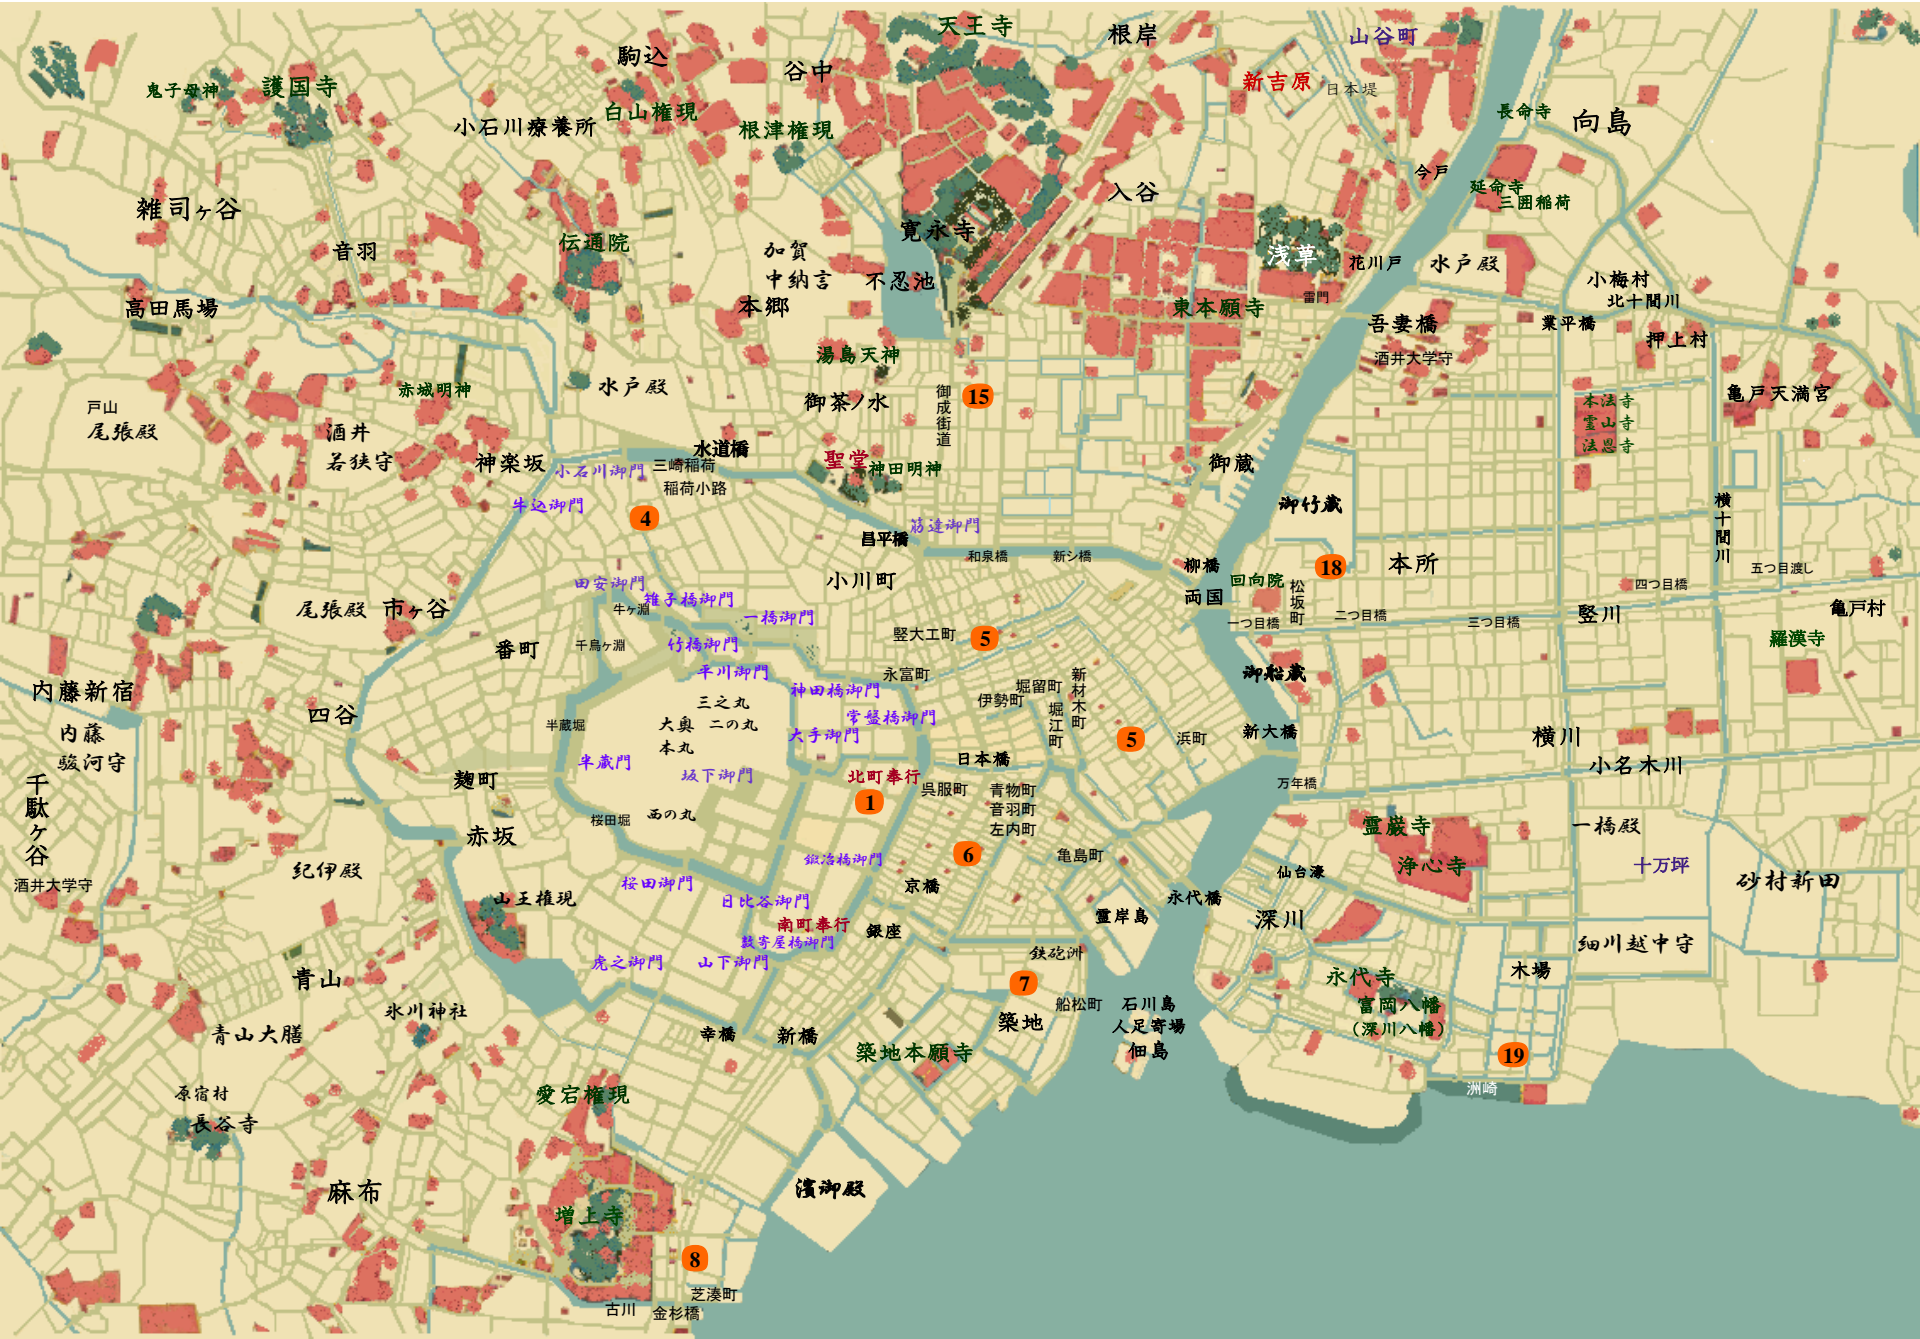 天王寺
根岸
山谷町
駒込
谷中
新吉原
日本堤
鬼子母神
護国寺
白山権現
長命寺
向島
小石川療養所
根津権現
今戸
延命寺
三囲稲荷
入谷
雑司ヶ谷
音羽
伝通院
加賀
中納言
寛永寺
不忍池
浅草
花川戸
水戸殿
小梅村
北十間川
高田馬場
本郷
東本願寺
雷門
吾妻橋
業平橋
押上村
酒井大学守
湯島天神
赤城明神
水戸殿
御茶ノ水
御成街道
15
本法寺
霊山寺
法恩寺
亀戸天満宮
戸山
尾張殿
酒井
若狭守
神楽坂
水道橋
小石川御門
三崎稲荷
稲荷小路
聖堂
神田明神
御蔵
牛込御門
4
御竹蔵
横十間川
昌平橋
筋違御門
和泉橋
新シ橋
柳橋
18
本所
五つ目渡し
小川町
回向院
松坂町
四つ目橋
田安御門
雉子橋御門
両国
尾張殿
市ヶ谷
牛ヶ淵
一橋御門
一つ目橋
二つ目橋
三つ目橋
竪川
亀戸村
番町
千鳥ヶ淵
竹橋御門
竪大工町
5
羅漢寺
平川御門
永富町
御船蔵
内藤新宿
神田橋御門
堀留町
新材木町
伊勢町
三之丸
四谷
半蔵堀
大奥
二の丸
常盤橋御門
堀江町
内藤
駿河守
本丸
大手御門
5
浜町
新大橋
横川
半蔵門
坂下御門
日本橋
小名木川
麹町
北町奉行
1
呉服町
青物町
音羽町
左内町
万年橋
千駄ヶ谷
桜田堀
西の丸
赤坂
霊巌寺
一橋殿
鍛冶橋御門
6
亀島町
浄心寺
十万坪
紀伊殿
酒井大学守
桜田御門
京橋
仙台濠
砂村新田
山王権現
日比谷御門
永代橋
南町奉行
銀座
霊岸島
深川
数寄屋橋御門
細川越中守
虎之御門
山下御門
鉄砲洲
木場
青山
7
永代寺
氷川神社
船松町
石川島
人足寄場
佃島
富岡八幡
(深川八幡)
青山大膳
幸橋
新橋
築地
築地本願寺
19
原宿村
長谷寺
愛宕権現
洲崎
麻布
濱御殿
増上寺
8
芝湊町
古川
金杉橋